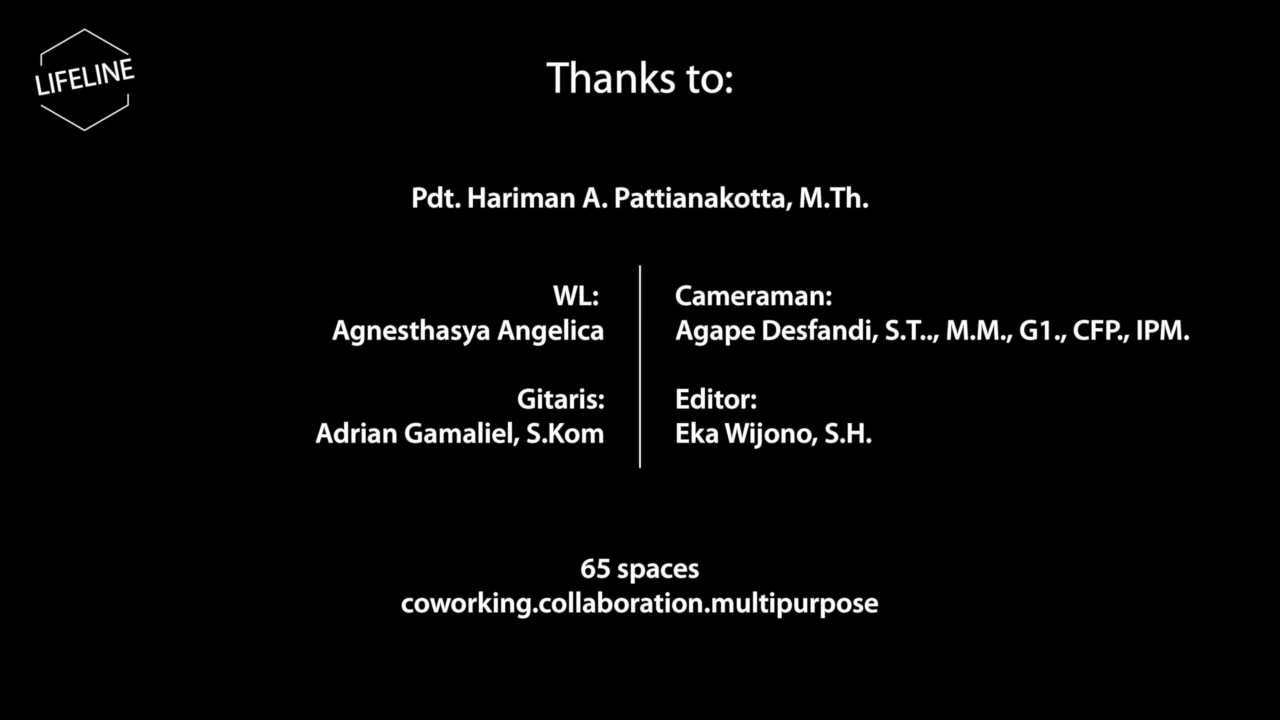 LIFELINE
Thanks to:
Pdt. Hariman A. Pattianakotta, M.Th.
WL:
Agnesthasya Angelica
Gitaris:
Adrian Gamaliel, S.Kom
Cameraman:
Agape Desfandi, S.T.., M.M., G1., CFP., IPM.
Editor:
Eka Wijono, S.H.
65 spaces
coworking.collaboration.multipurpose